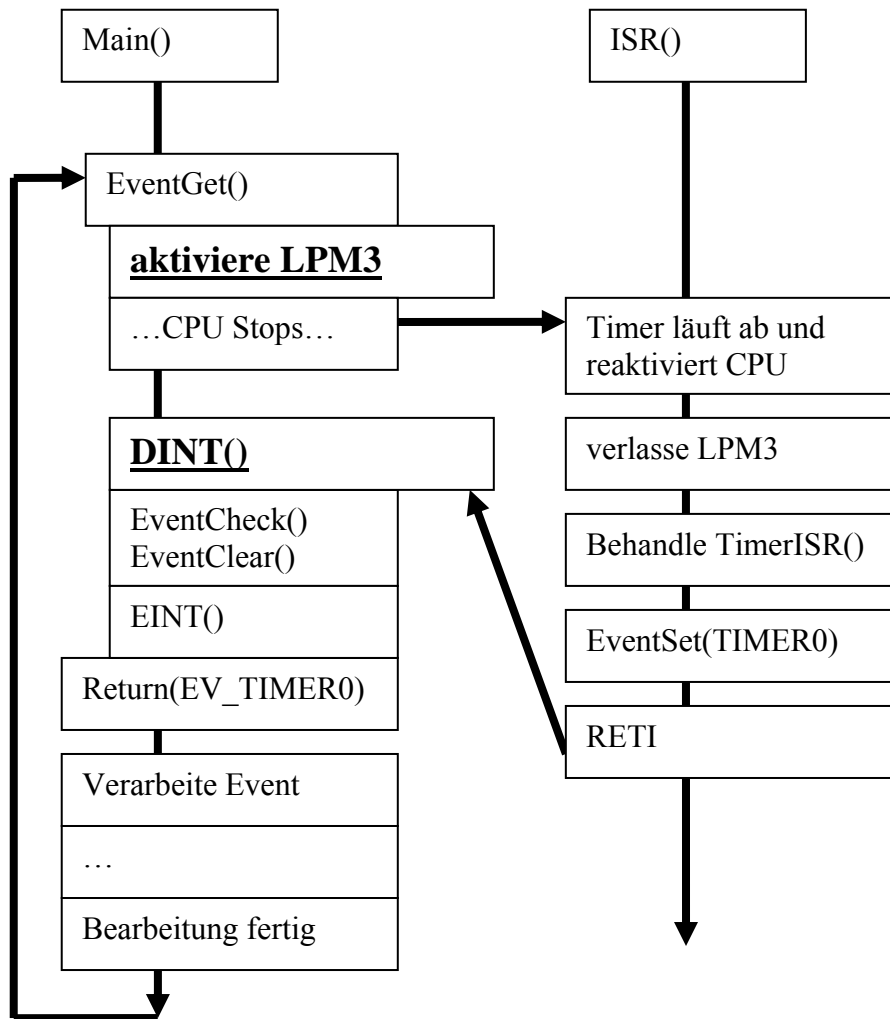 Main()
EventGet()
aktiviere LPM3
…CPU Stops…
DINT()
EventCheck()
EventClear()
EINT()
Return(EV_TIMER0)
Verarbeite Event
…
Bearbeitung fertig
ISR()
Timer läuft ab und
reaktiviert CPU
verlasse LPM3
Behandle TimerISR()
EventSet(TIMER0)
RETI